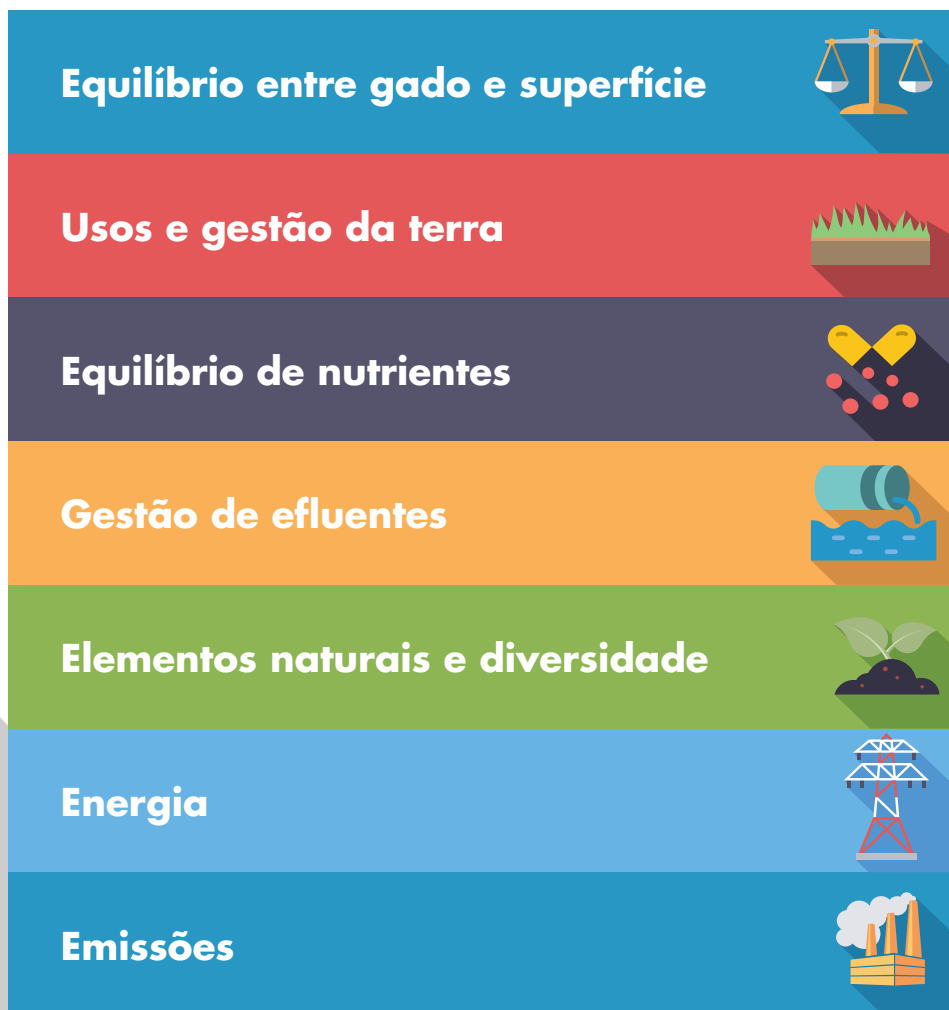 Equilíbrio entre gado e superfície
Usos e gestão da terra
Equilíbrio de nutrientes
Gestão de efluentes
Elementos naturais e diversidade
Energia
Emissões